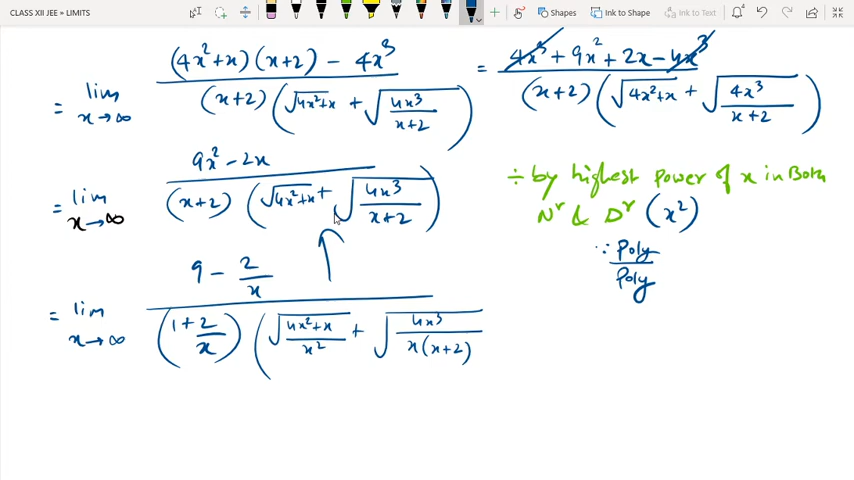 CLASS XII JEE » LIMITS
Shapes Ink to Shape Ink to Text
= lim x→∞ (4x²+x)(x+2) − 4x³ / (x+2)(√4x²+x + √4x³/x+2) = 4x³ + 9x² + 2x − 4x³ / (x+2)(√4x²+x + √4x³/x+2)
= lim x→∞ 9x² − 2x / (x+2)(√4x²+x + √4x³/x+2)
÷ by highest power of x in Both
Nʳ & Dʳ (x²)
∵ Poly/Poly
= lim x→∞ 9 − 2/x / (1+2/x)(√4x²+x/x² + √4x³/x(x+2)